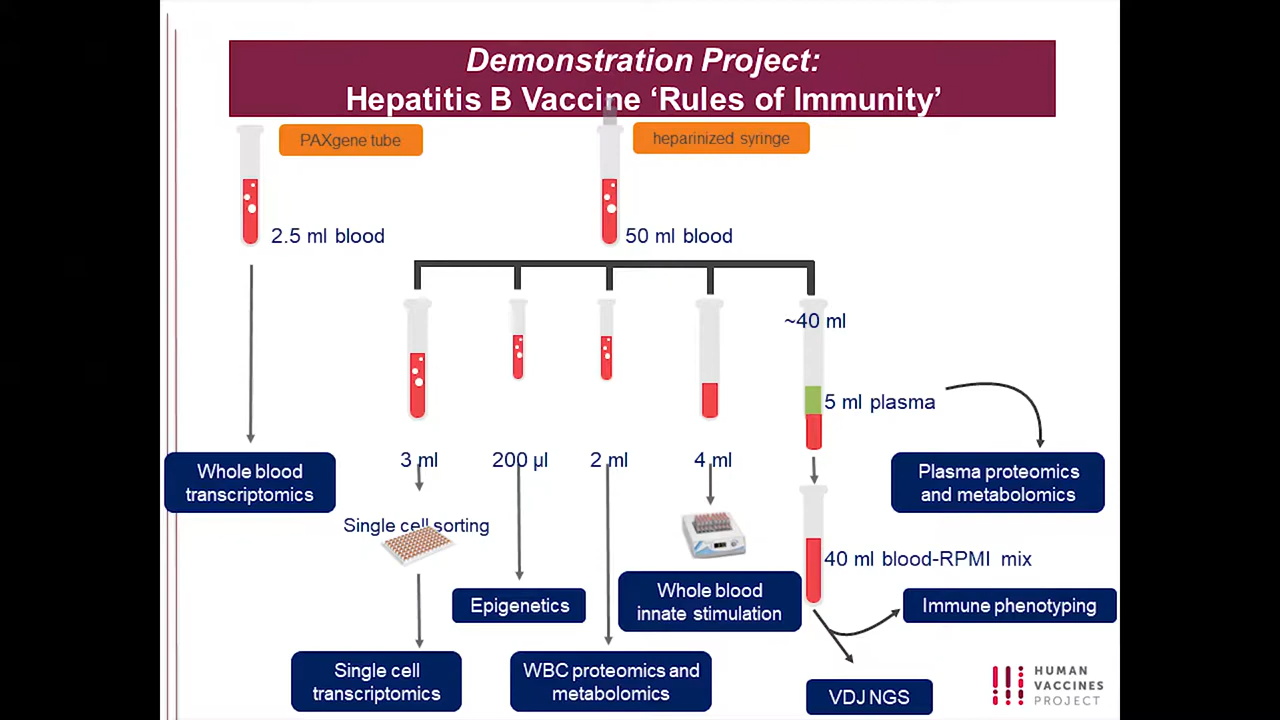 Demonstration Project:
Hepatitis B Vaccine ‘Rules of Immunity’
PAXgene tube
heparinized syringe
2.5 ml blood
50 ml blood
~40 ml
5 ml plasma
3 ml
200 µl
2 ml
4 ml
Whole blood
transcriptomics
Plasma proteomics
and metabolomics
Single cell sorting
40 ml blood-RPMI mix
Epigenetics
Whole blood
innate stimulation
Immune phenotyping
Single cell
transcriptomics
WBC proteomics and
metabolomics
VDJ NGS
HUMAN
VACCINES
PROJECT